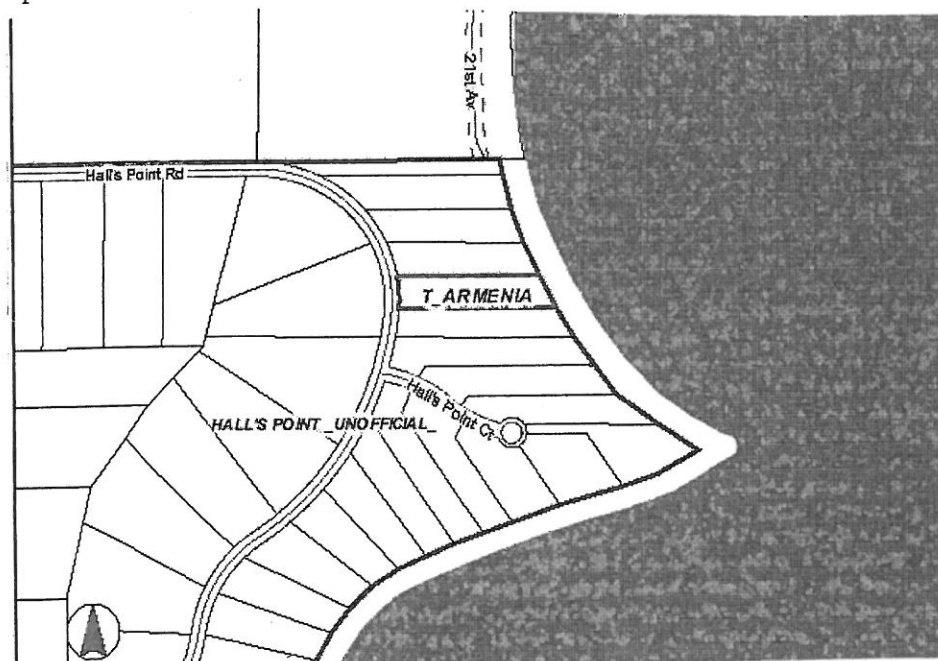 21st Av
Hall's Point Rd
T_ARMENIA
Hall's Point Ct
HALL'S POINT _UNOFFICIAL_